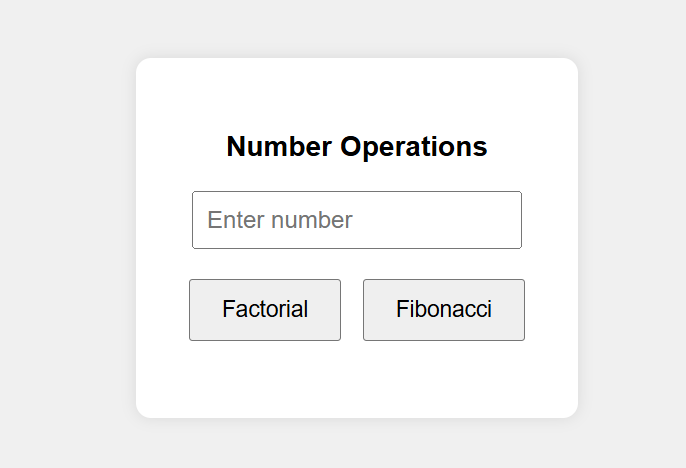 Number Operations
Enter number
Factorial Fibonacci